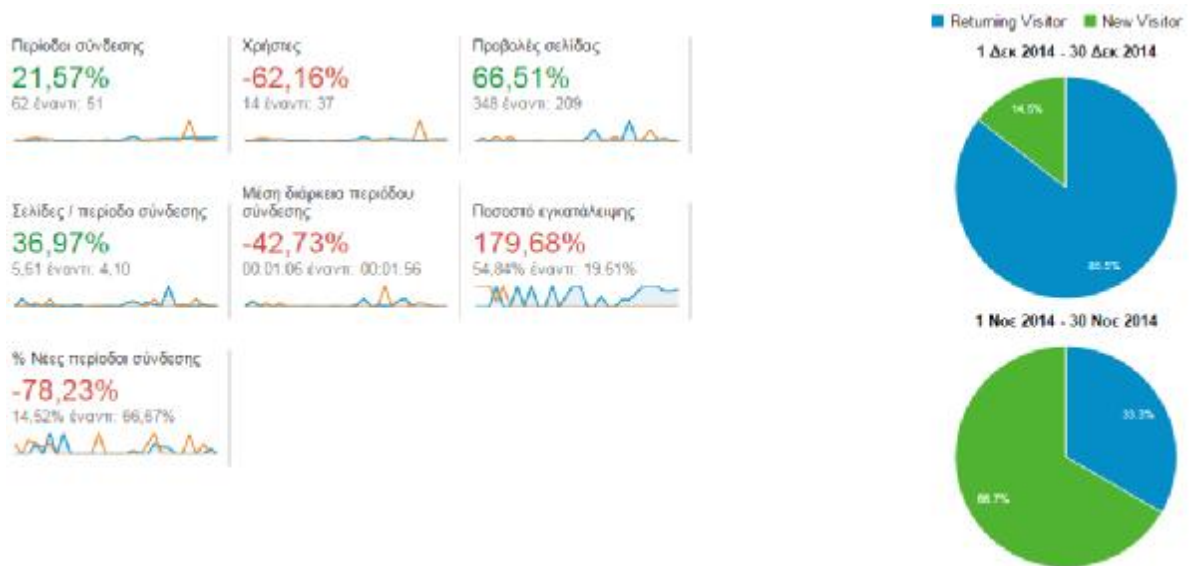 Περίοδοι σύνδεσης
21,57%
62 έναντι: 51
Χρήστες
-62,16%
14 έναντι: 37
Προβολές σελίδας
66,51%
348 έναντι: 209
Σελίδες / περίοδο σύνδεσης
36,97%
5,61 έναντι: 4,10
Μέση διάρκεια περιόδου
σύνδεσης
-42,73%
00:01:06 έναντι: 00:01:56
Ποσοστό εγκατάλειψης
179,68%
54,84% έναντι: 19,61%
% Νέες περίοδοι σύνδεσης
-78,23%
14,52% έναντι: 66,67%
Returning Visitor New Visitor
1 Δεκ 2014 - 30 Δεκ 2014
14.5%
85.5%
1 Νοε 2014 - 30 Νοε 2014
33.3%
66.7%